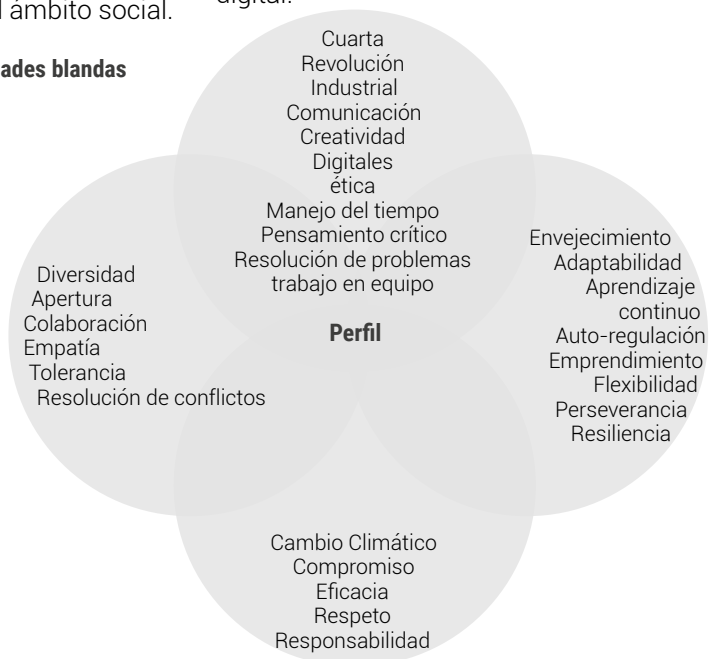 ámbito social.
ades blandas
Cuarta
Revolución
Industrial
Comunicación
Creatividad
Digitales
ética
Manejo del tiempo
Pensamiento crítico
Resolución de problemas
trabajo en equipo
Diversidad
Apertura
Colaboración
Empatía
Tolerancia
Resolución de conflictos
Perfil
Envejecimiento
Adaptabilidad
Aprendizaje
continuo
Auto-regulación
Emprendimiento
Flexibilidad
Perseverancia
Resiliencia
Cambio Climático
Compromiso
Eficacia
Respeto
Responsabilidad